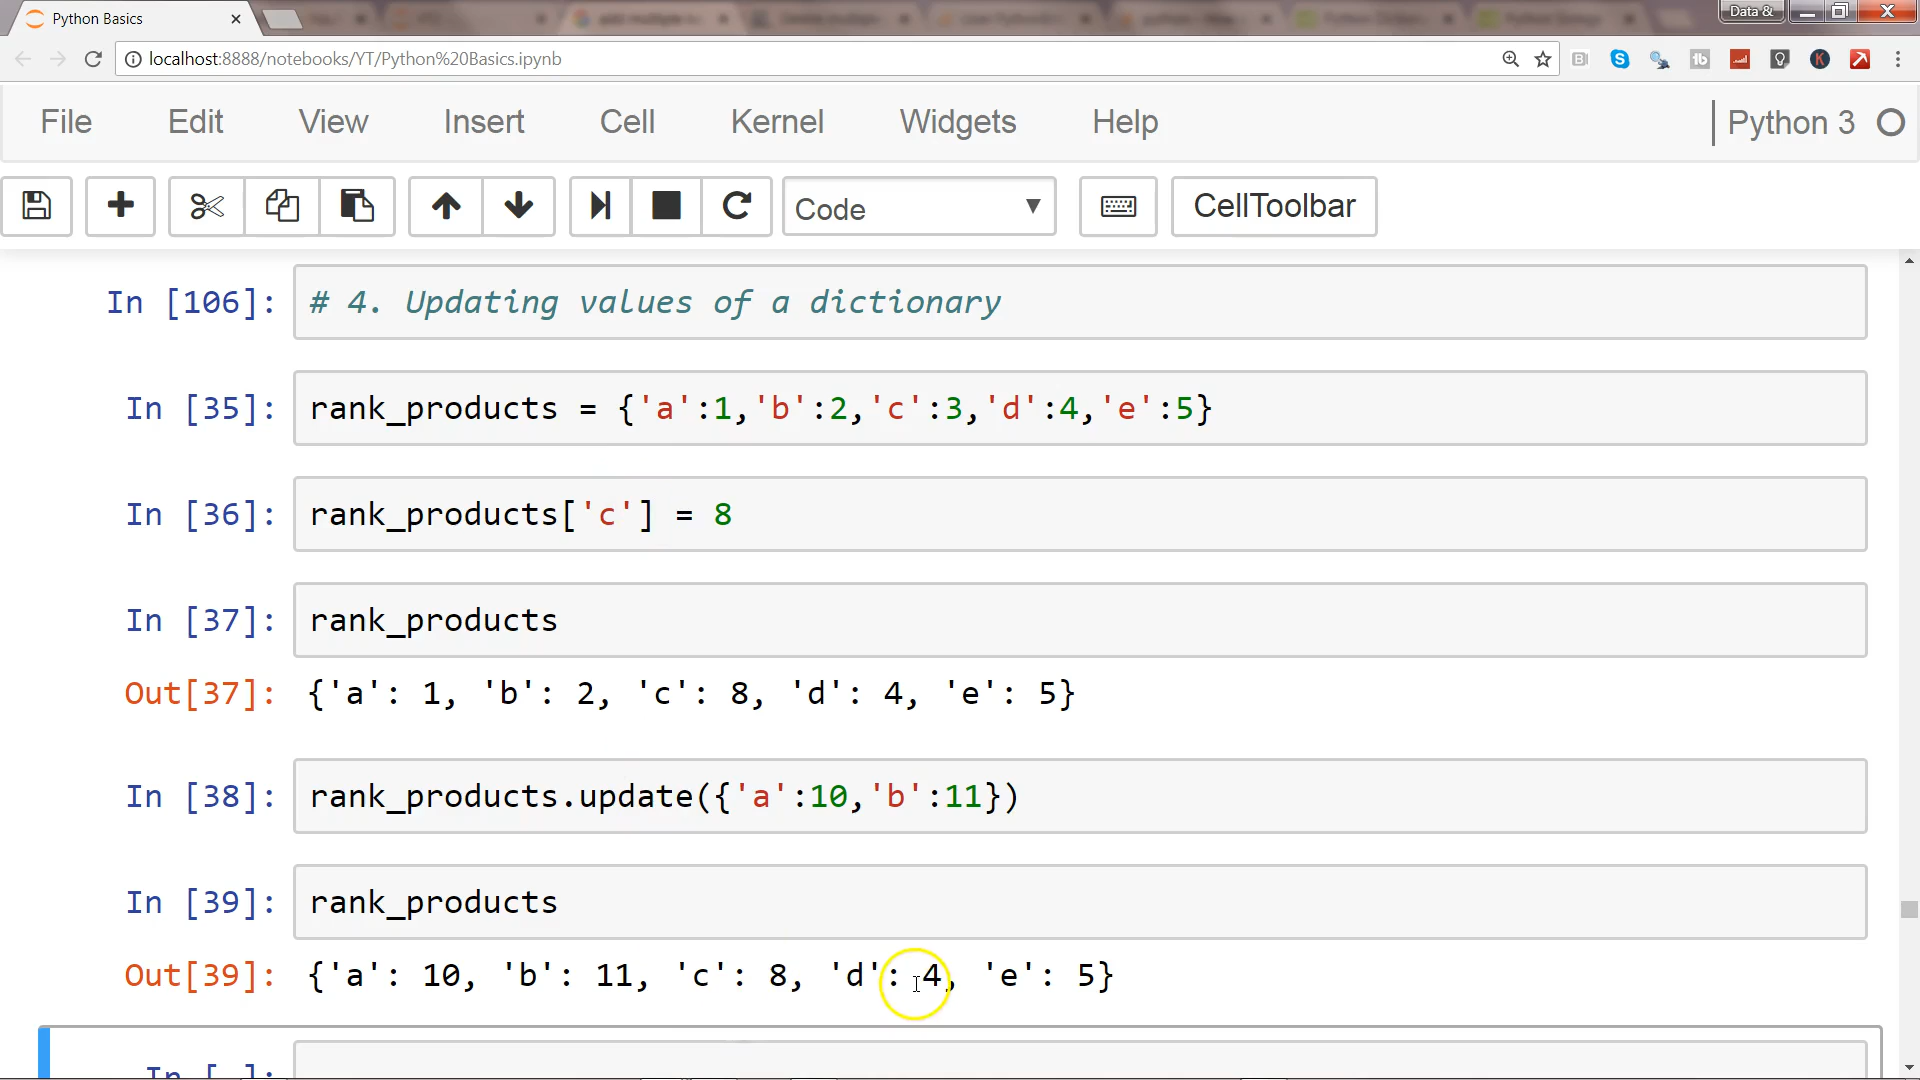 Python Basics
Data &
localhost:8888/notebooks/YT/Python%20Basics.ipynb
File Edit View Insert Cell Kernel Widgets Help Python 3
Code CellToolbar
In [106]: # 4. Updating values of a dictionary
In [35]: rank_products = {'a':1,'b':2,'c':3,'d':4,'e':5}
In [36]: rank_products['c'] = 8
In [37]: rank_products
Out[37]: {'a': 1, 'b': 2, 'c': 8, 'd': 4, 'e': 5}
In [38]: rank_products.update({'a':10,'b':11})
In [39]: rank_products
Out[39]: {'a': 10, 'b': 11, 'c': 8, 'd': 4, 'e': 5}
In [ ]: